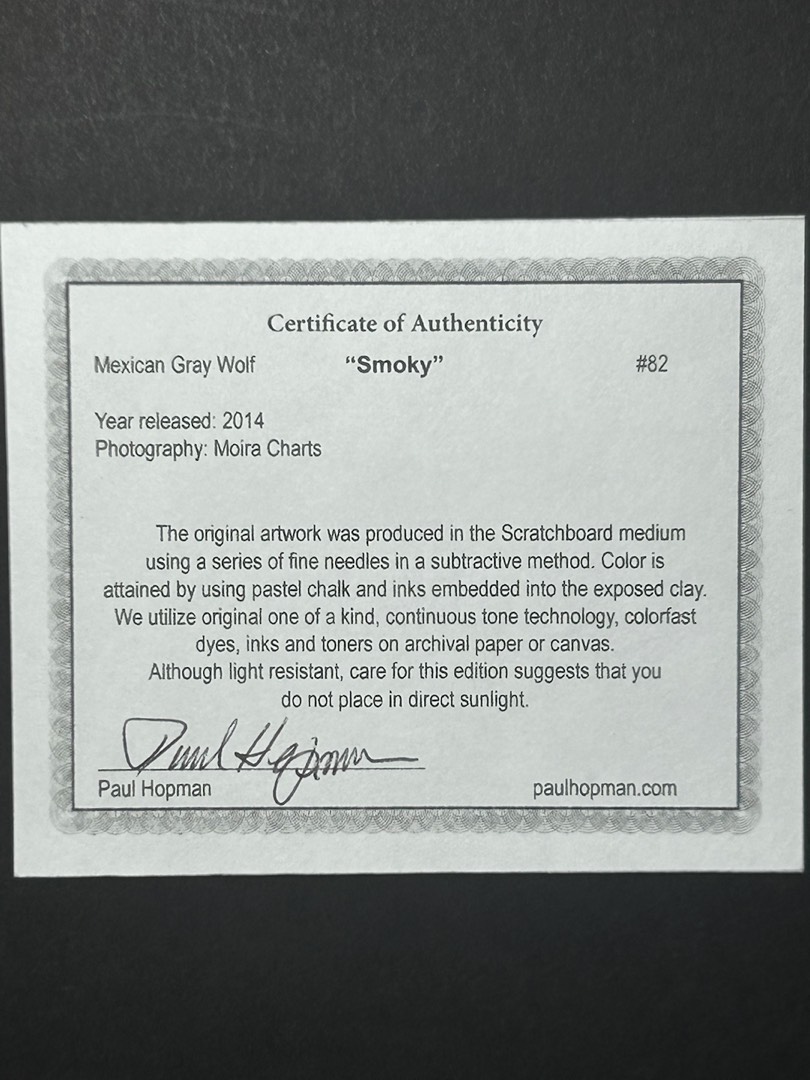 Certificate of Authenticity
Mexican Gray Wolf "Smoky" #82
Year released: 2014
Photography: Moira Charts
The original artwork was produced in the Scratchboard medium
using a series of fine needles in a subtractive method. Color is
attained by using pastel chalk and inks embedded into the exposed clay.
We utilize original one of a kind, continuous tone technology, colorfast
dyes, inks and toners on archival paper or canvas.
Although light resistant, care for this edition suggests that you
do not place in direct sunlight.
Paul Hopman
Paul Hopman paulhopman.com